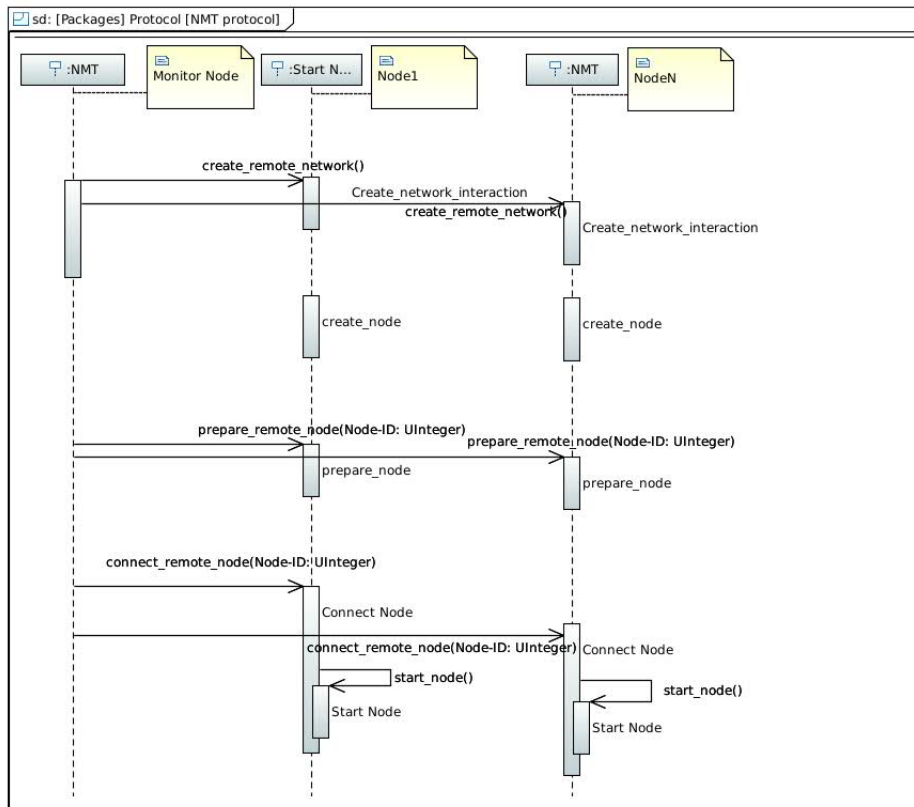 sd: [Packages] Protocol [NMT protocol]
:NMT
Monitor Node
:Start N...
Node1
:NMT
NodeN
create_remote_network()
Create_network_interaction
create_remote_network()
Create_network_interaction
create_node
create_node
prepare_remote_node(Node-ID: UInteger)
prepare_remote_node(Node-ID: UInteger)
prepare_node
prepare_node
connect_remote_node(Node-ID: UInteger)
Connect Node
connect_remote_node(Node-ID: UInteger)
Connect Node
start_node()
start_node()
Start Node
Start Node